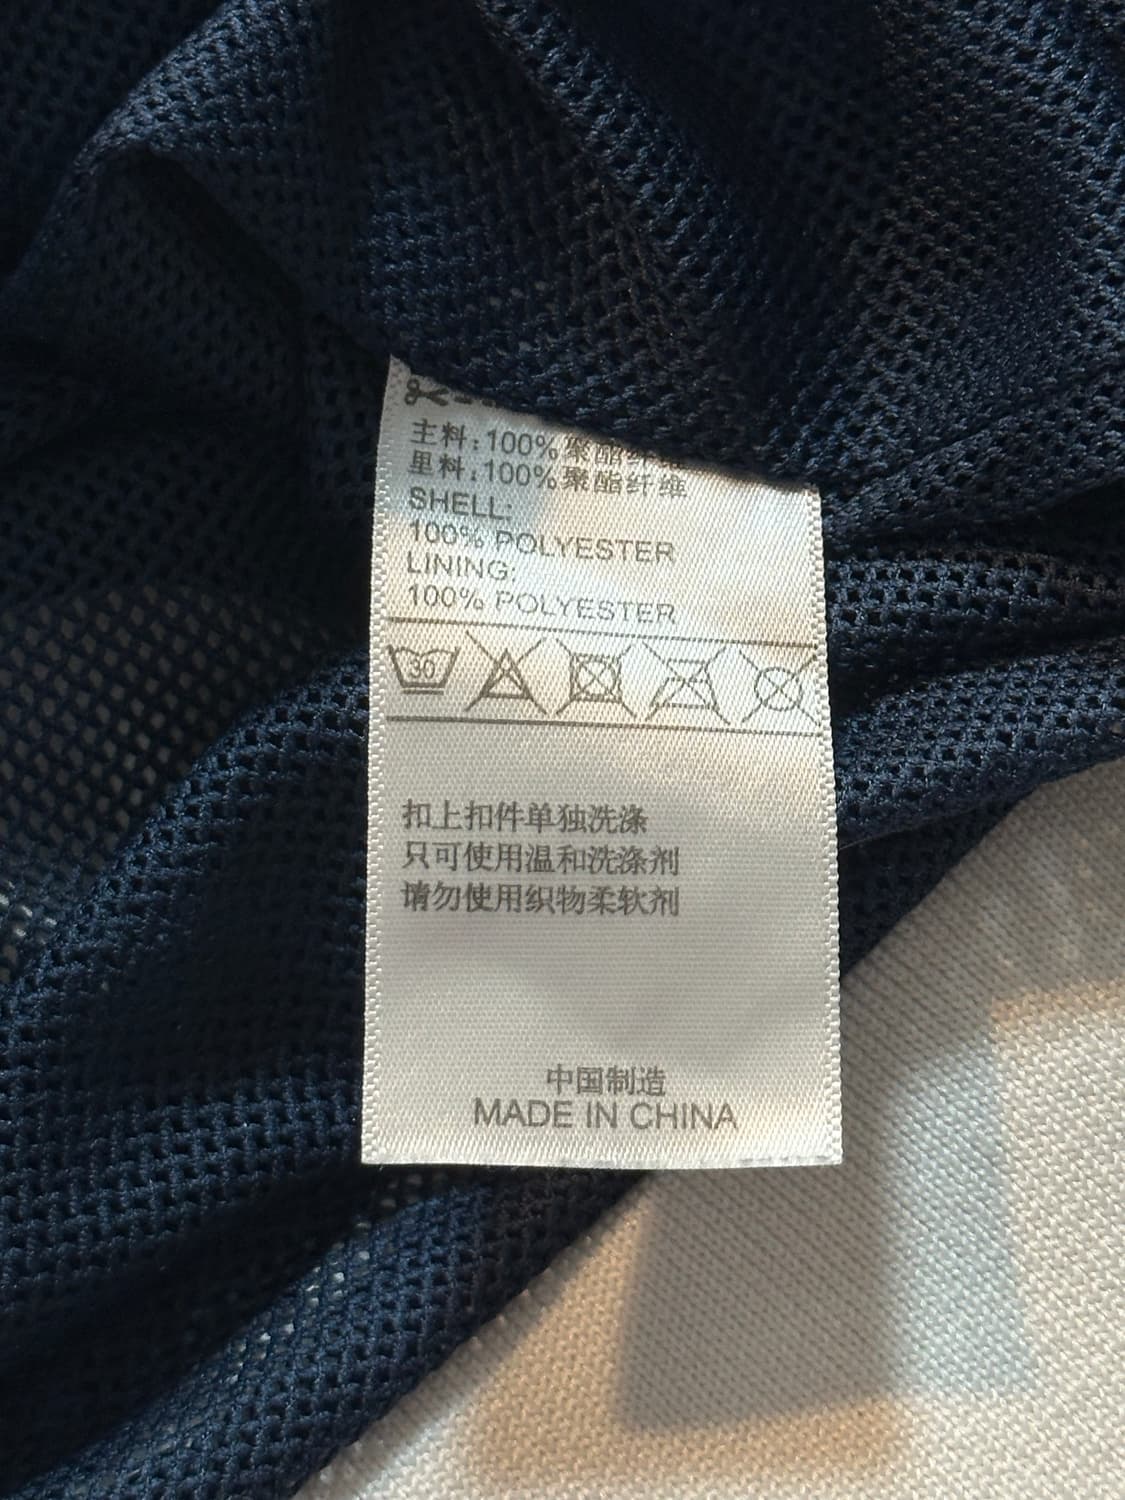 主料:100%聚酯纤维
里料:100%聚酯纤维
SHELL:
100% POLYESTER
LINING:
100% POLYESTER
30
扣上扣件单独洗涤
只可使用温和洗涤剂
请勿使用织物柔软剂
中国制造
MADE IN CHINA